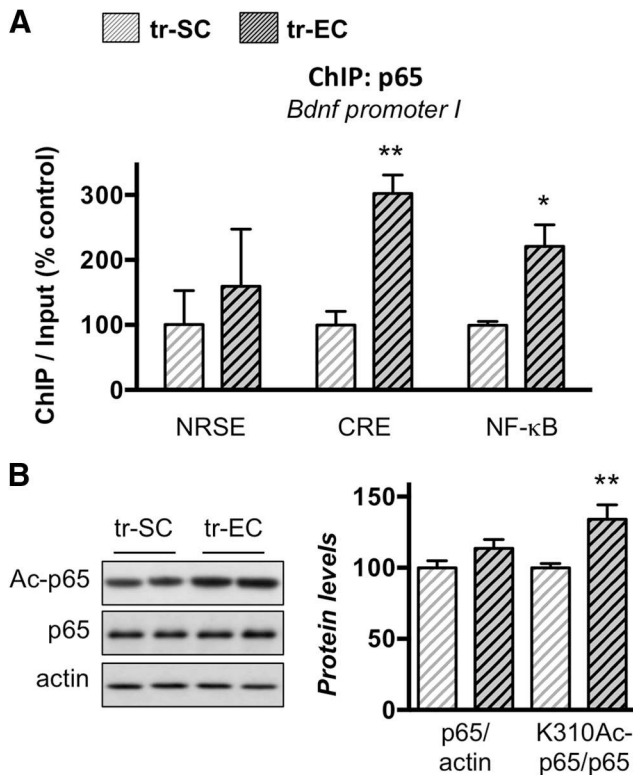 A
tr-SC tr-EC
ChIP: p65
Bdnf promoter I
ChIP / Input (% control)
300
200
100
0
**
*
NRSE CRE NF-κB
B
tr-SC tr-EC
Ac-p65
p65
actin
Protein levels
150
100
50
0
**
p65/ K310Ac-
actin p65/p65